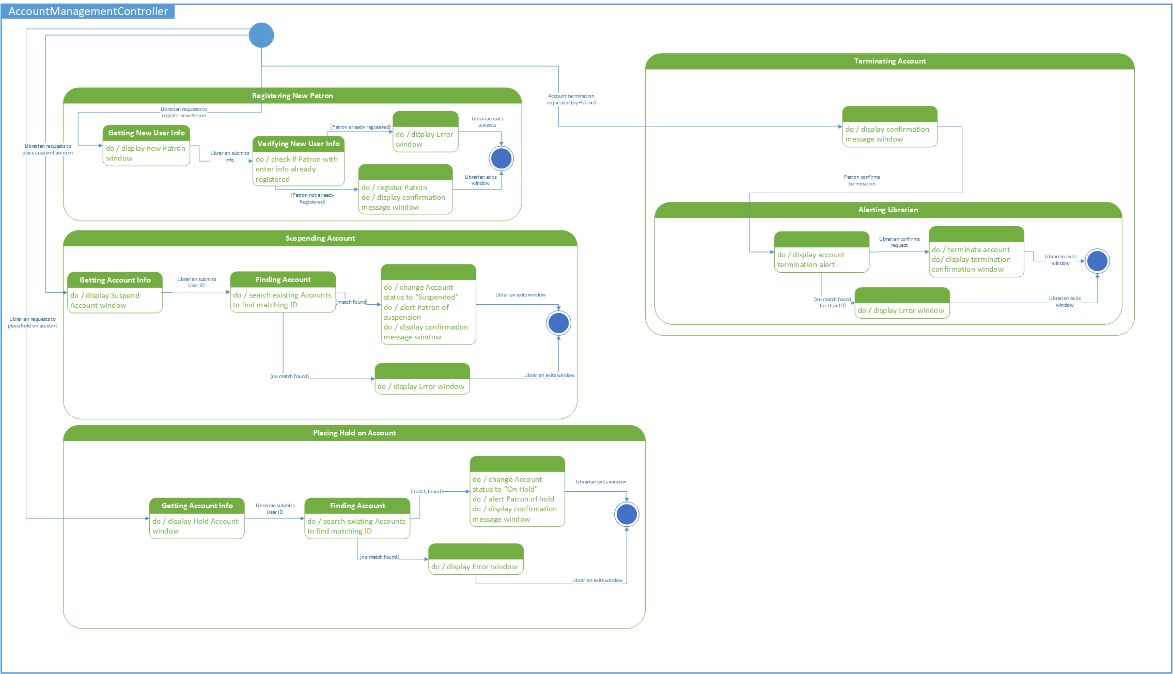 AccountManagementController
Terminating Account
Registering New Patron
Account termination
requested (by Patron)
Librarian requests to
register new Patron
Getting New User Info
do / display new Patron
window
Librarian submits
info
Verifying New User Info
do / check if Patron with
enter info already
registered
[Patron already registered]
do / display Error
window
Librarian exits
window
[Patron not already
Registered]
do / register Patron
do / display confirmation
message window
Librarian exits
window
Librarian requests to
place suspend account
do / display confirmation
message window
Patron confirms
termination
Alerting Librarian
do / display account
termination alert
Librarian confirms
request
do / terminate account
do/ display termination
confirmation window
Librarian exits
window
[no match found
for User ID]
do / display Error window
Librarian exits
window
Suspending Account
Getting Account Info
do / display Suspend
Account window
Librarian submits
User ID
Finding Account
do / search existing Accounts
to find matching ID
[match found]
do / change Account
status to "Suspended"
do / alert Patron of
suspension
do / display confirmation
message window
Librarian exits window
[no match found]
do / display Error window
Librarian exits window
Librarian requests to
place hold on account
Placing Hold on Account
Getting Account Info
do / display Hold Account
window
Librarian submits
User ID
Finding Account
do / search existing Accounts
to find matching ID
[match found]
do / change Account
status to "On Hold"
do / alert Patron of hold
do / display confirmation
message window
Librarian exits window
[no match found]
do / display Error window
Librarian exits window